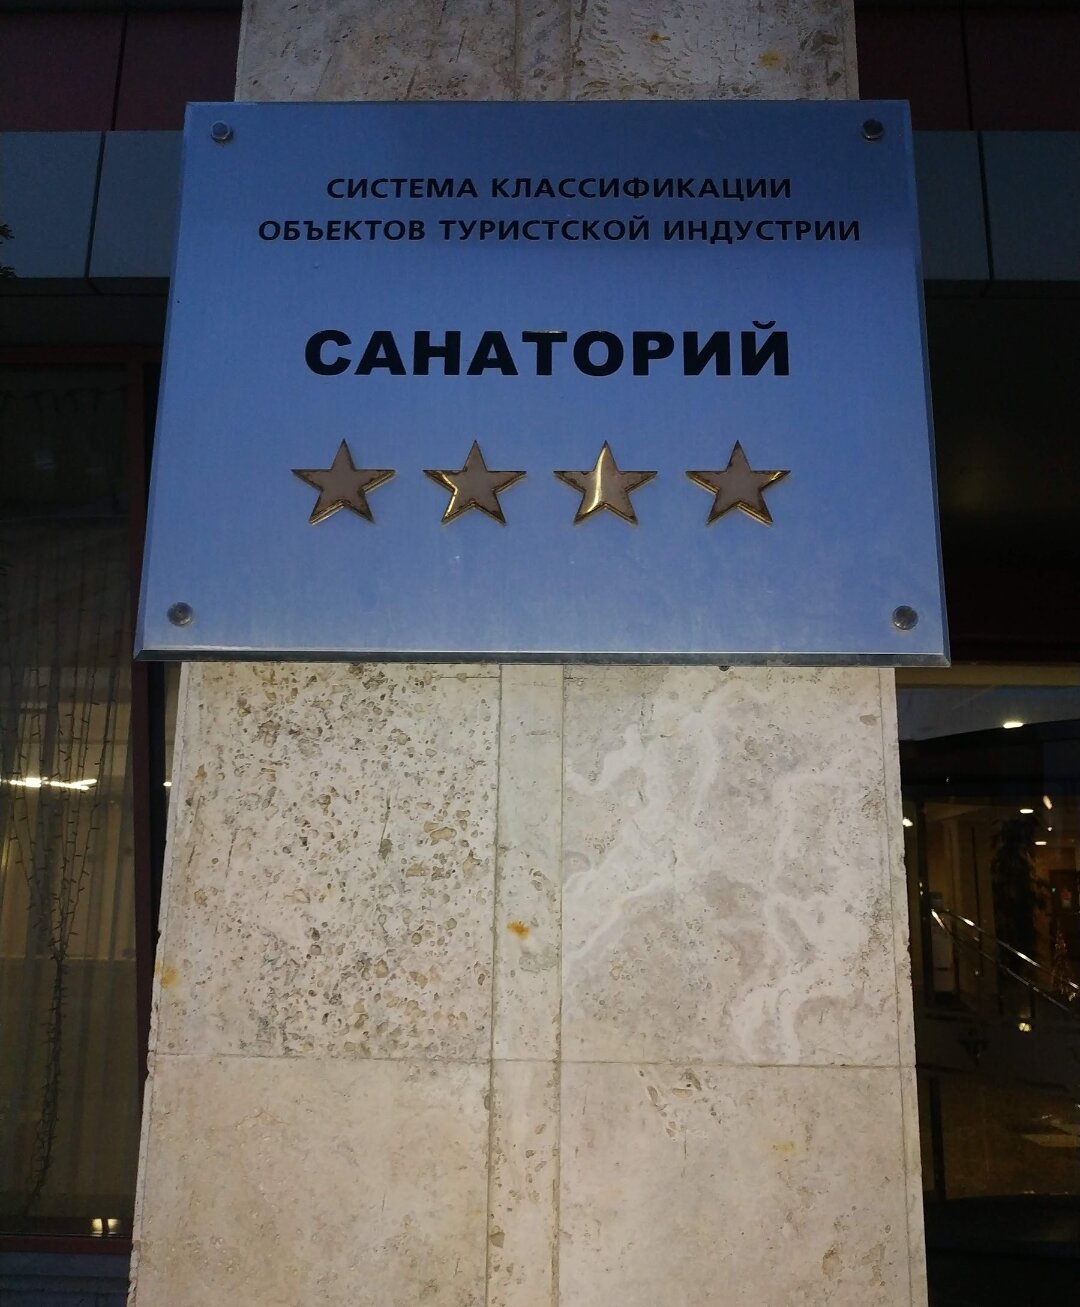 СИСТЕМА КЛАССИФИКАЦИИ
ОБЪЕКТОВ ТУРИСТСКОЙ ИНДУСТРИИ
САНАТОРИЙ